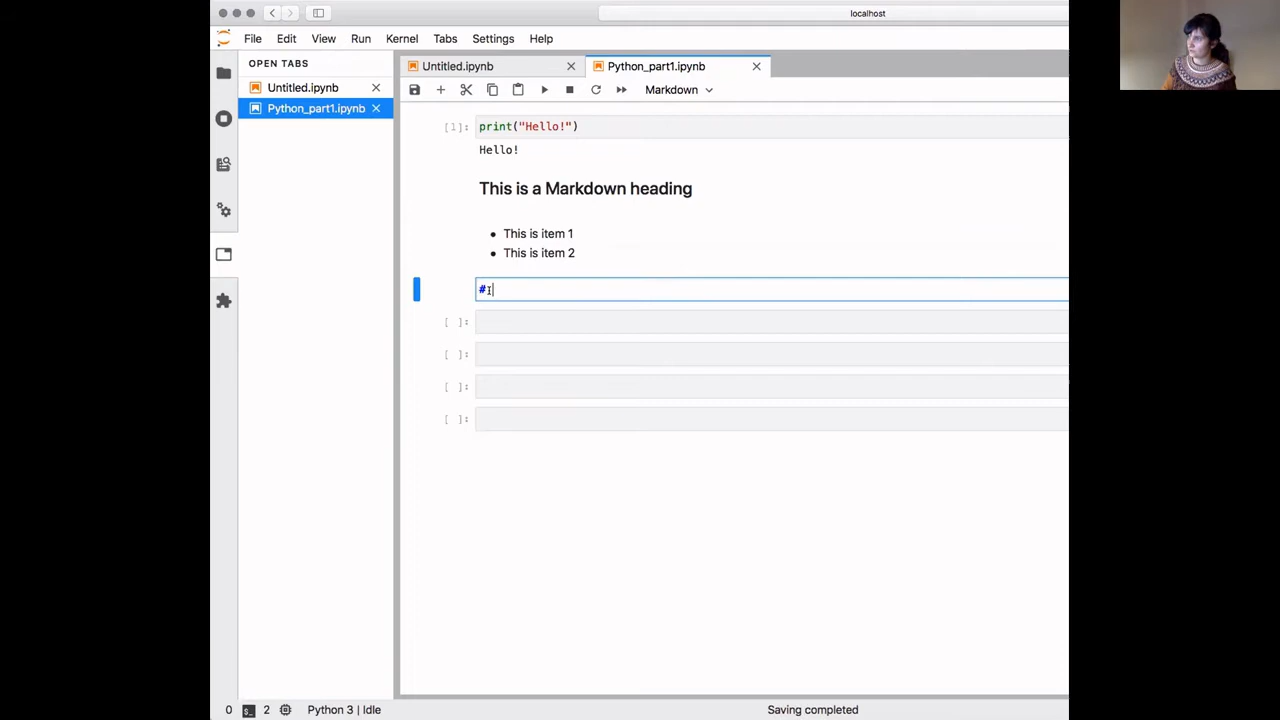 localhost
File Edit View Run Kernel Tabs Settings Help
OPEN TABS
Untitled.ipynb
Python_part1.ipynb
Untitled.ipynb Python_part1.ipynb
Markdown
[1]: print("Hello!")
Hello!
This is a Markdown heading
• This is item 1
• This is item 2
#
[ ]:
[ ]:
[ ]:
[ ]:
0 $_ 2 Python 3 | Idle Saving completed